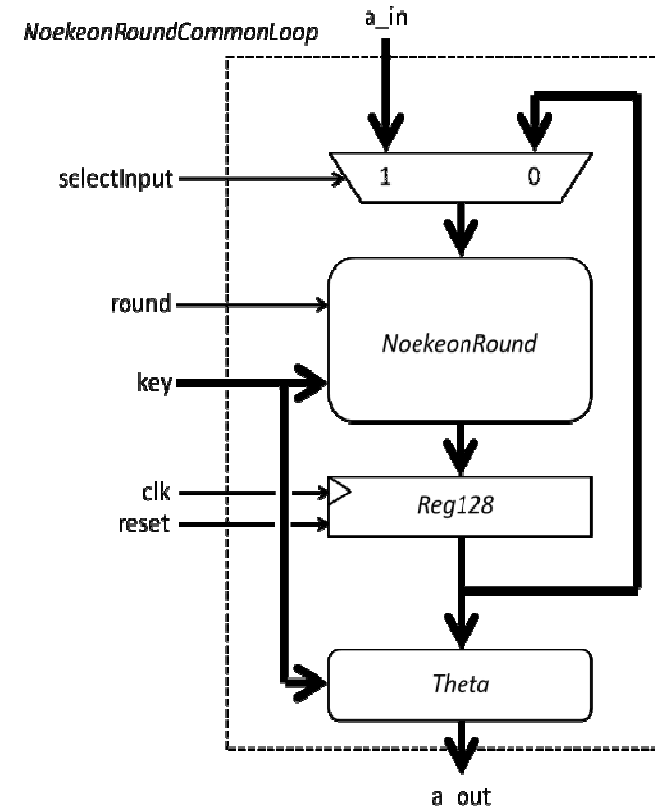 a_in
NoekeonRoundCommonLoop
1 0
selectInput
round
NoekeonRound
key
clk
Reg128
reset
Theta
a_out